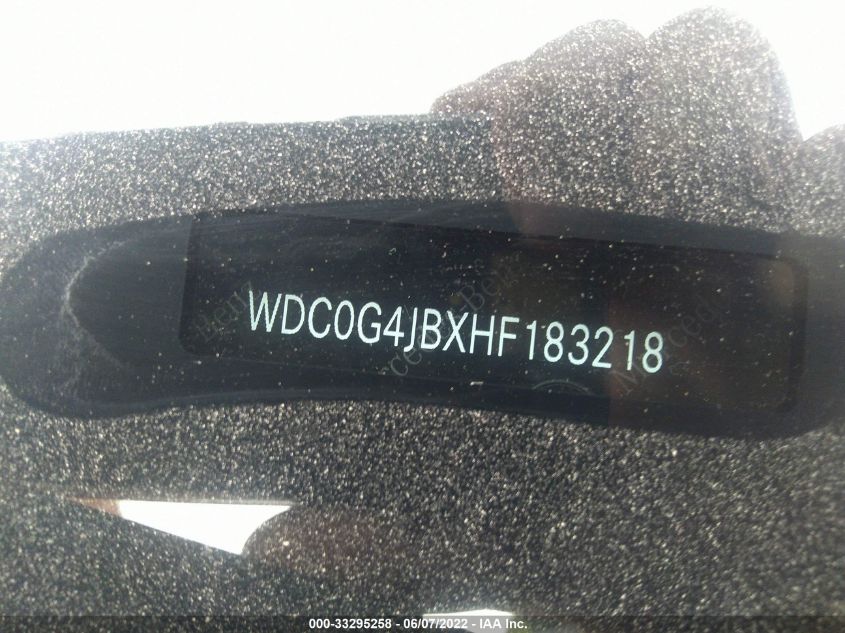 WDC0G4JBXHF183218
000-33295258 - 06/07/2022 - IAA Inc.